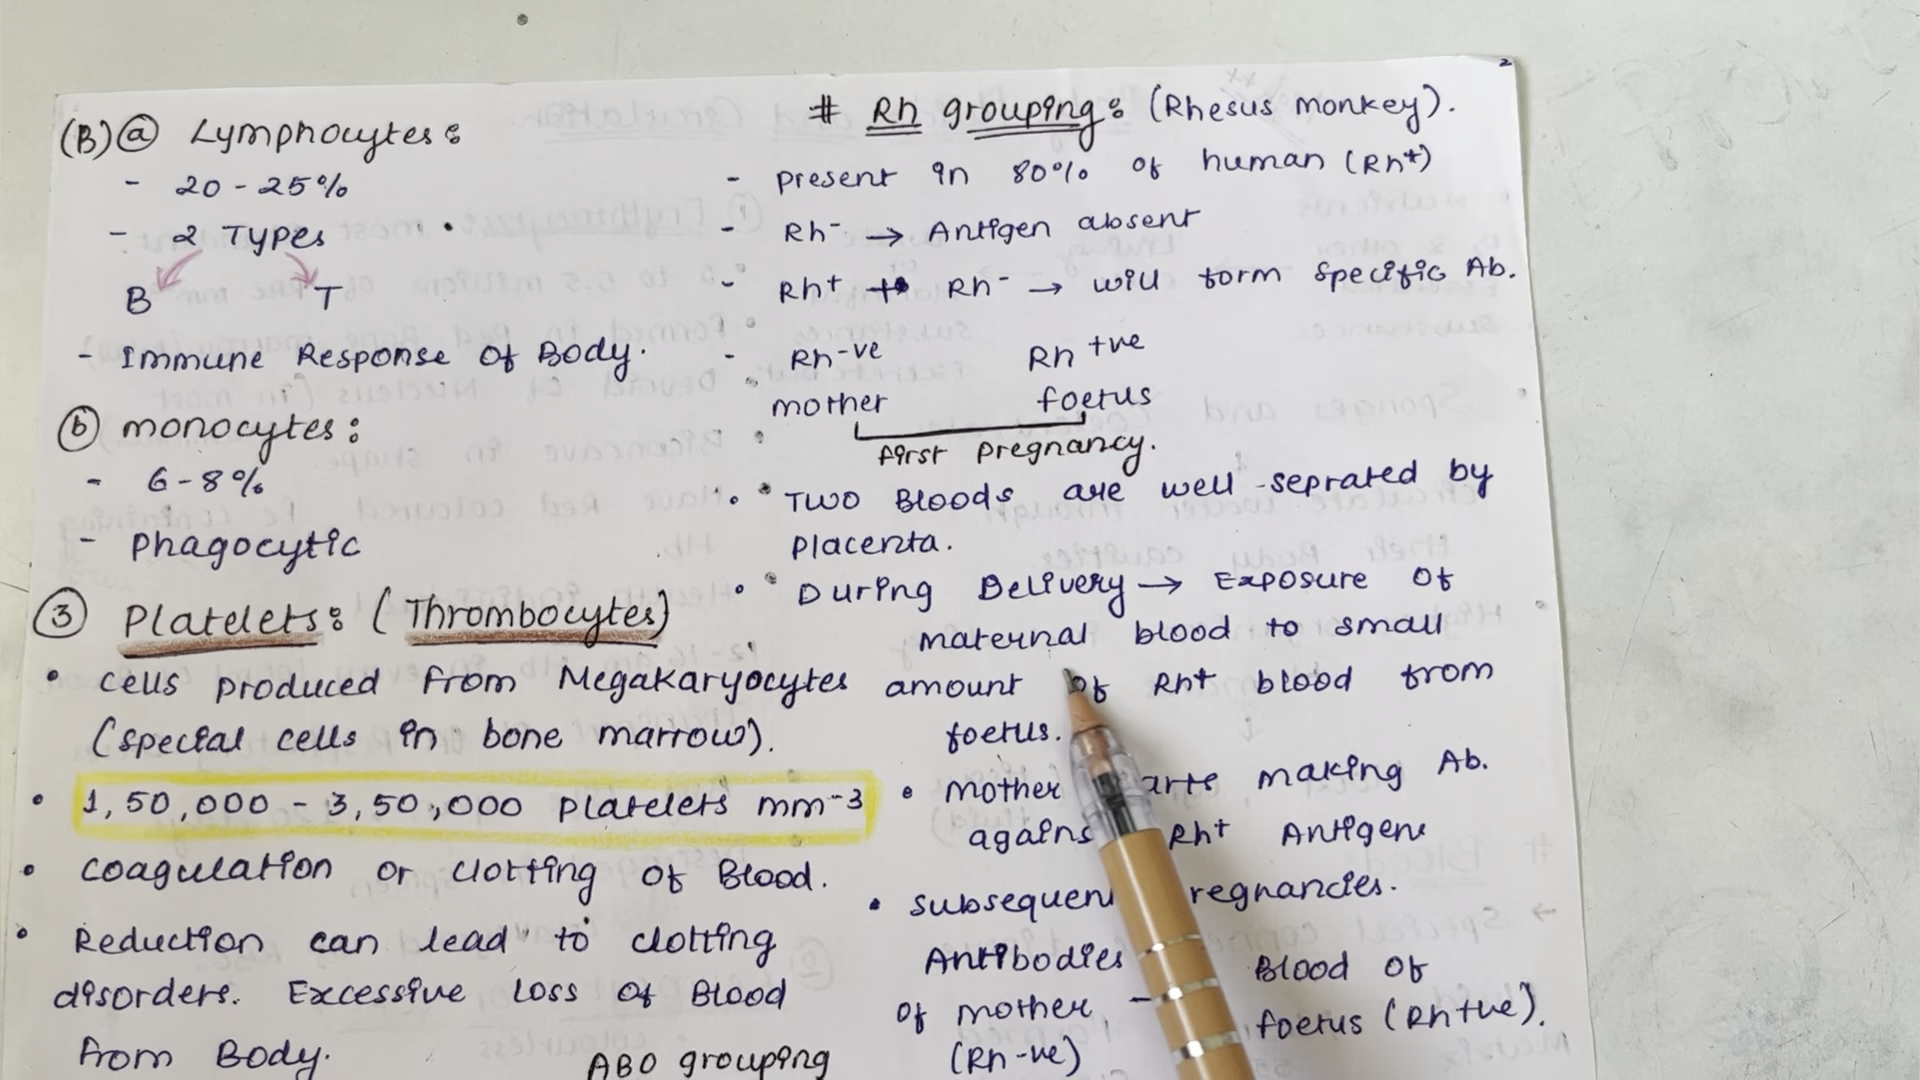 (B) ⓐ Lymphocytes:
- 20-25%
- 2 Types
B T
- Immune Response of Body.
ⓑ monocytes:
- 6-8%
- Phagocytic
③ Platelets: (Thrombocytes)
• cells produced from Megakaryocytes
(special cells in bone marrow).
• 1,50,000 - 3,50,000 platelets mm-3
• coagulation or clotting of Blood.
• Reduction can lead to clotting
disorders. Excessive loss of Blood
from Body.
ABO grouping
2
# Rh grouping: (Rhesus monkey).
- present in 80% of human (Rh+)
- Rh- → Antigen absent
- Rh+ Rh- → will form specific Ab.
- Rh-ve Rh +ve
mother foetus
first pregnancy.
• Two Bloods are well seprated by
Placenta.
• During Delivery → Exposure of
maternal blood to small
amount of Rh+ blood from
foetus.
• mother making Ab.
Rh+ Antigen
•
Antibodies Blood of
of mother foetus (Rh+ve).
(Rh-ve)